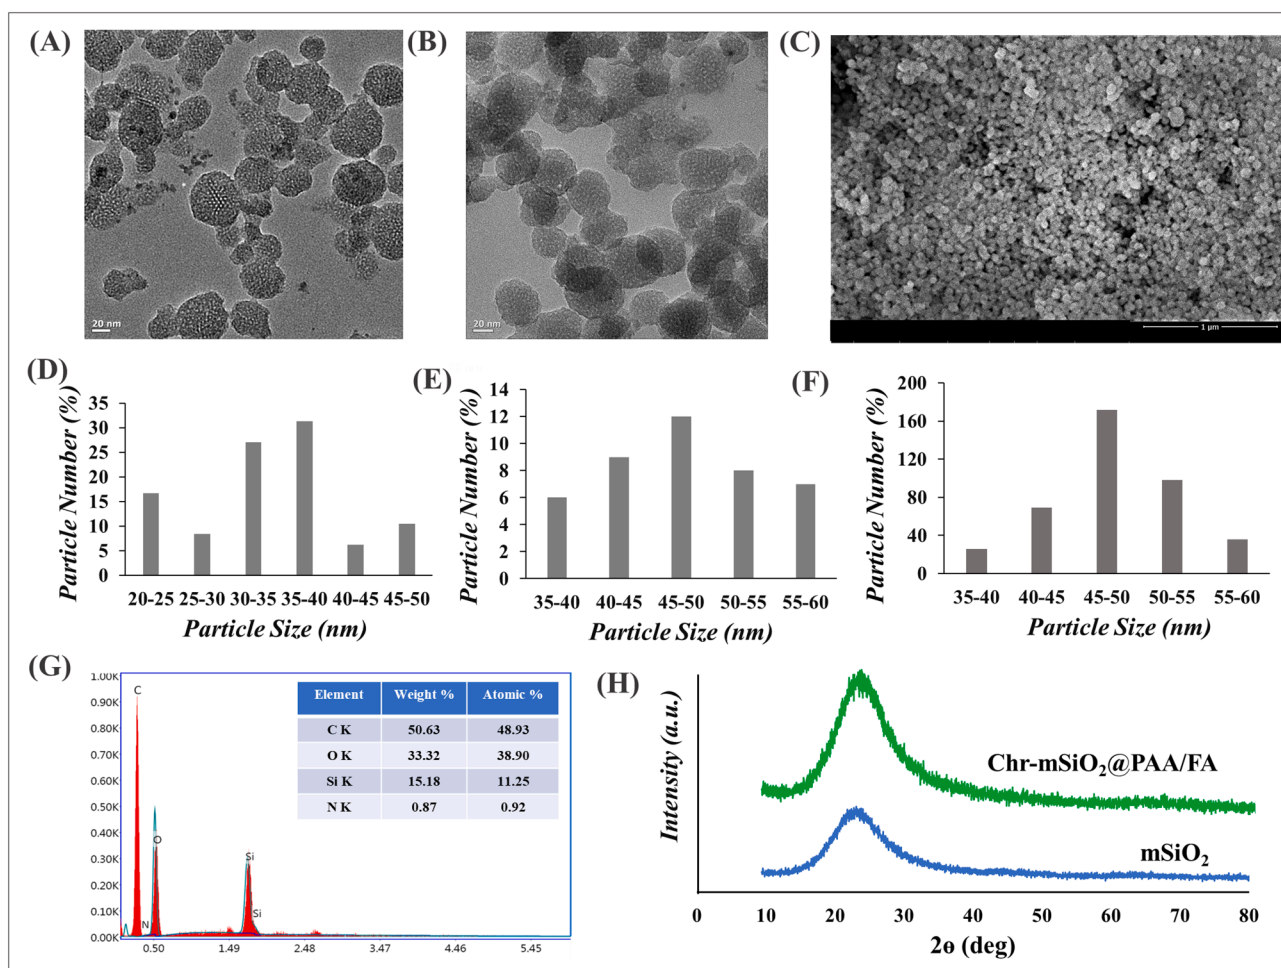 (A)
(B)
(C)
20 nm
20 nm
1 µm
(D)
Particle Number (%)
35
30
25
20
15
10
5
0
20-25 25-30 30-35 35-40 40-45 45-50
Particle Size (nm)
(E)
Particle Number (%)
14
12
10
8
6
4
2
0
35-40 40-45 45-50 50-55 55-60
Particle Size (nm)
(F)
Particle Number (%)
200
160
120
80
40
0
35-40 40-45 45-50 50-55 55-60
Particle Size (nm)
(G)
1.00K
0.90K
0.80K
0.70K
0.60K
0.50K
0.40K
0.30K
0.20K
0.10K
0.00K
C
N
O
Si
Si
0.50 1.49 2.48 3.47 4.46 5.45
Element Weight % Atomic %
C K 50.63 48.93
O K 33.32 38.90
Si K 15.18 11.25
N K 0.87 0.92
(H)
Intensity (a.u.)
Chr-mSiO₂@PAA/FA
mSiO₂
0 10 20 30 40 50 60 70 80
2ɵ (deg)